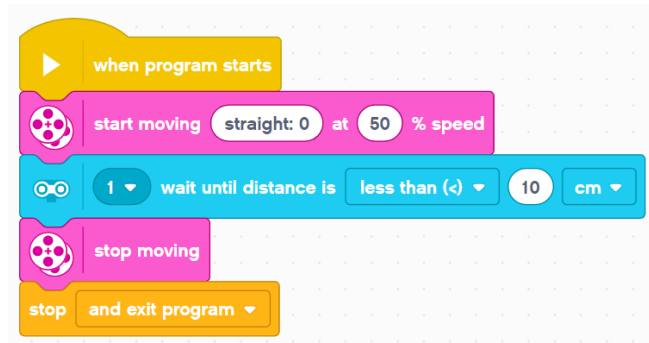 when program starts
start moving straight: 0 at 50 % speed
1 wait until distance is less than (<) 10 cm
stop moving
stop and exit program